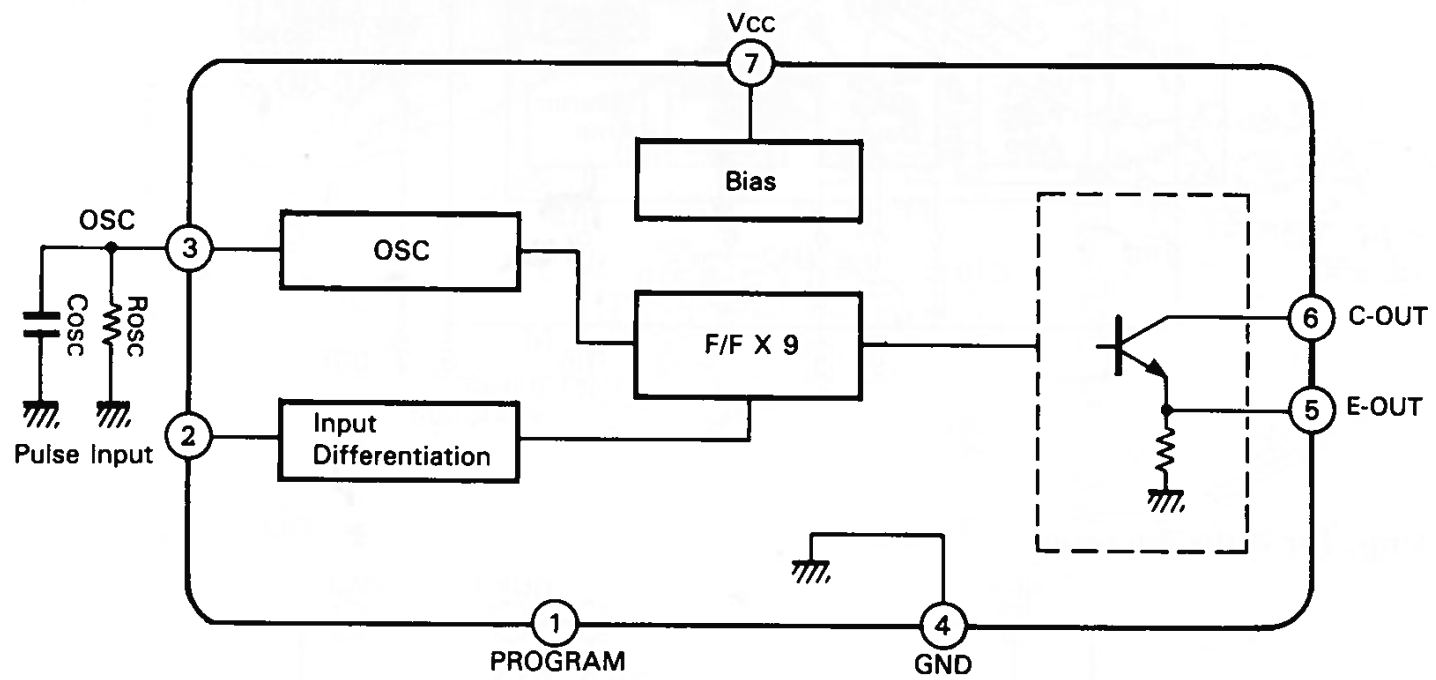 Vcc
7
Bias
OSC
3
OSC
Cosc
Rosc
F/F X 9
6
C-OUT
5
E-OUT
2
Pulse Input
Input
Differentiation
1
PROGRAM
4
GND